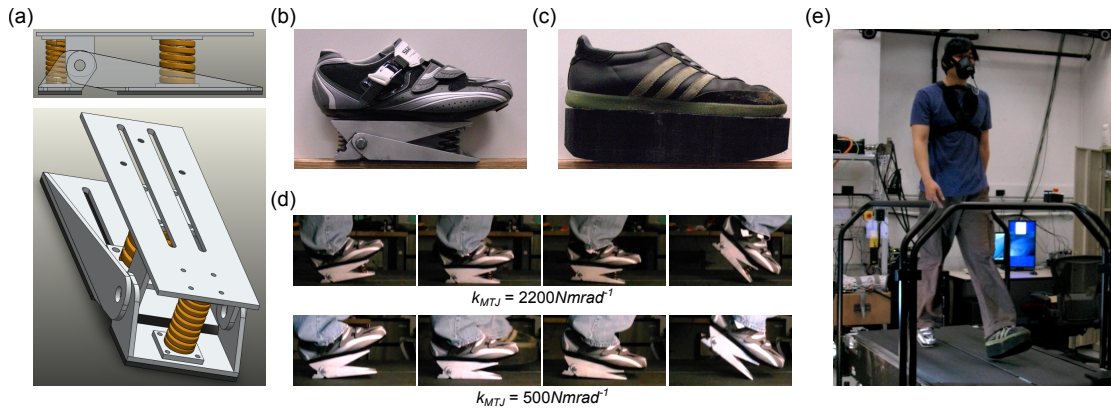 (a)
(b)
(c)
(e)
(d)
k_MTJ = 2200Nmrad⁻¹
k_MTJ = 500Nmrad⁻¹